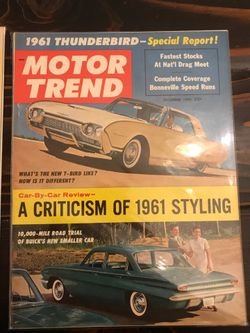 1961 THUNDERBIRD—Special Report!
MOTOR
TREND
Fastest Stocks
At Nat'l Drag Meet
Complete Coverage
Bonneville Speed Runs
WHAT'S THE NEW T-BIRD LIKE?
HOW IS IT DIFFERENT?
Car-By-Car Review—
A CRITICISM OF 1961 STYLING
10,000-MILE ROAD TRIAL
OF BUICK'S NEW SMALLER CAR